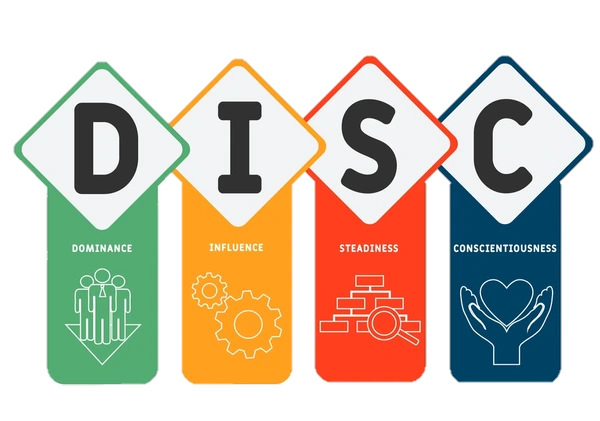 D I S C
DOMINANCE INFLUENCE STEADINESS CONSCIENTIOUSNESS